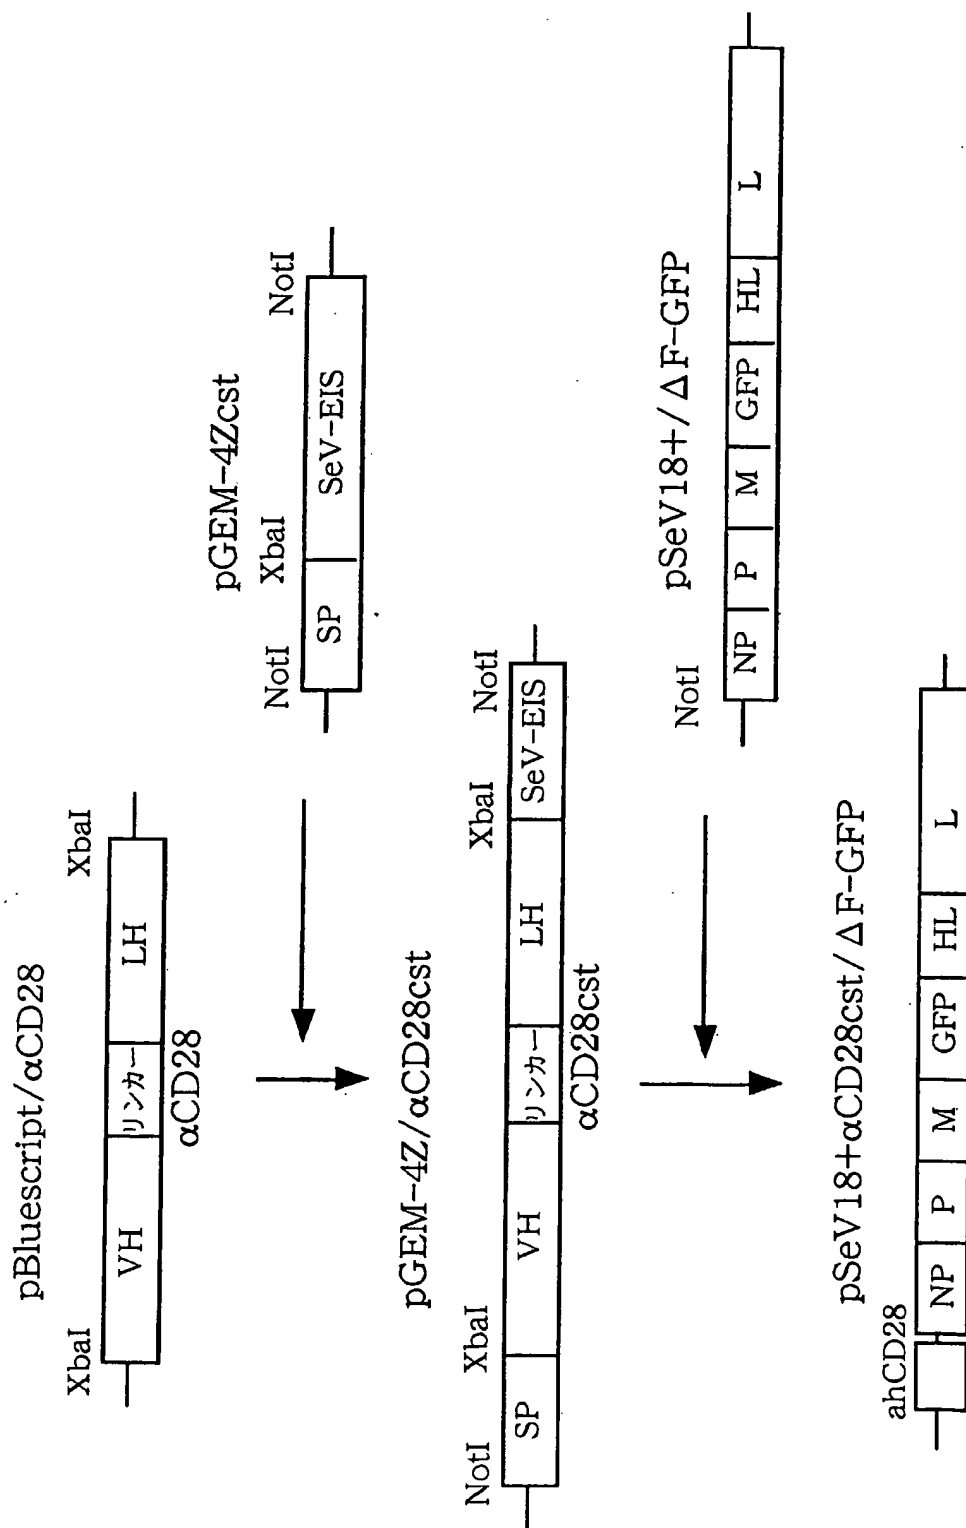 pBluescript/αCD28
XbaI
XbaI
VH
リンカー
LH
αCD28
pGEM-4Zcst
NotI
XbaI
NotI
SP
SeV-EIS
pGEM-4Z/αCD28cst
NotI
XbaI
XbaI
NotI
SP
VH
リンカー
LH
SeV-EIS
αCD28cst
pSeV18+/ΔF-GFP
NotI
NP
P
M
GFP
HL
L
pSeV18+αCD28cst/ΔF-GFP
ahCD28
NP
P
M
GFP
HL
L